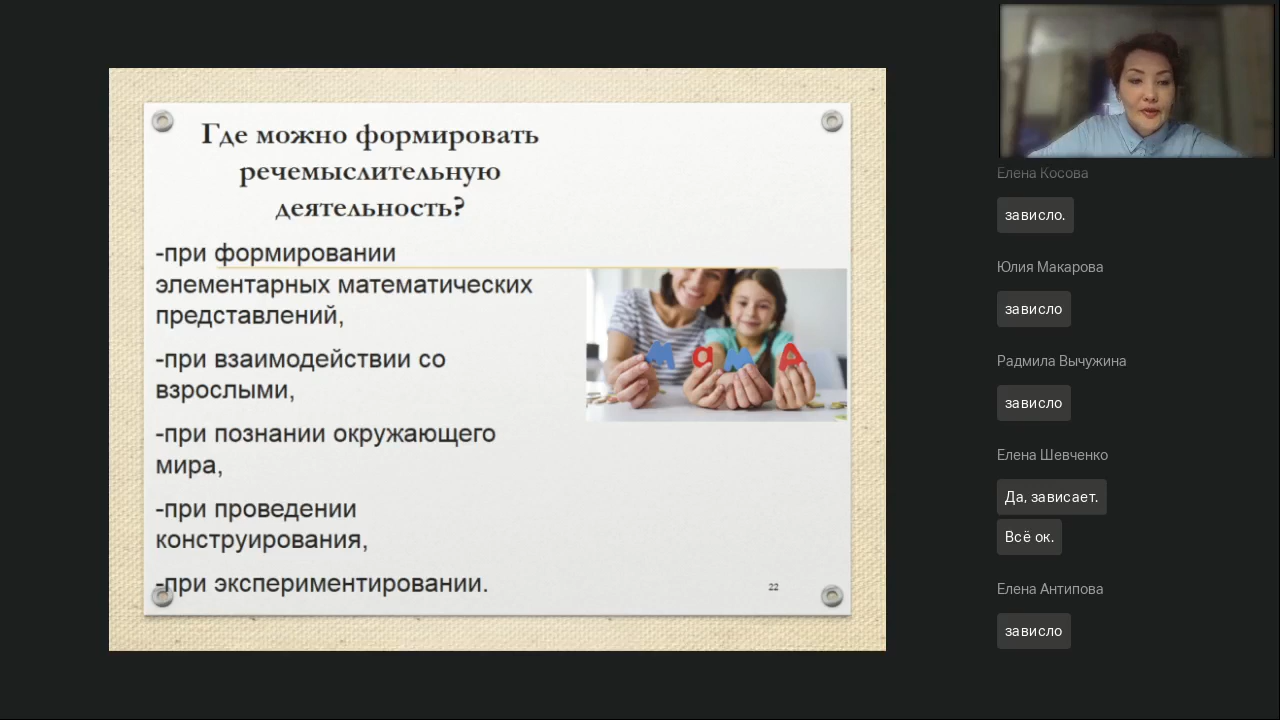 Где можно формировать
речемыслительную
деятельность?
-при формировании
элементарных математических
представлений,
-при взаимодействии со
взрослыми,
-при познании окружающего
мира,
-при проведении
конструирования,
-при экспериментировании.
22
м а м А
Елена Косова
зависло.
Юлия Макарова
зависло
Радмила Вычужина
зависло
Елена Шевченко
Да, зависает.
Всё ок.
Елена Антипова
зависло